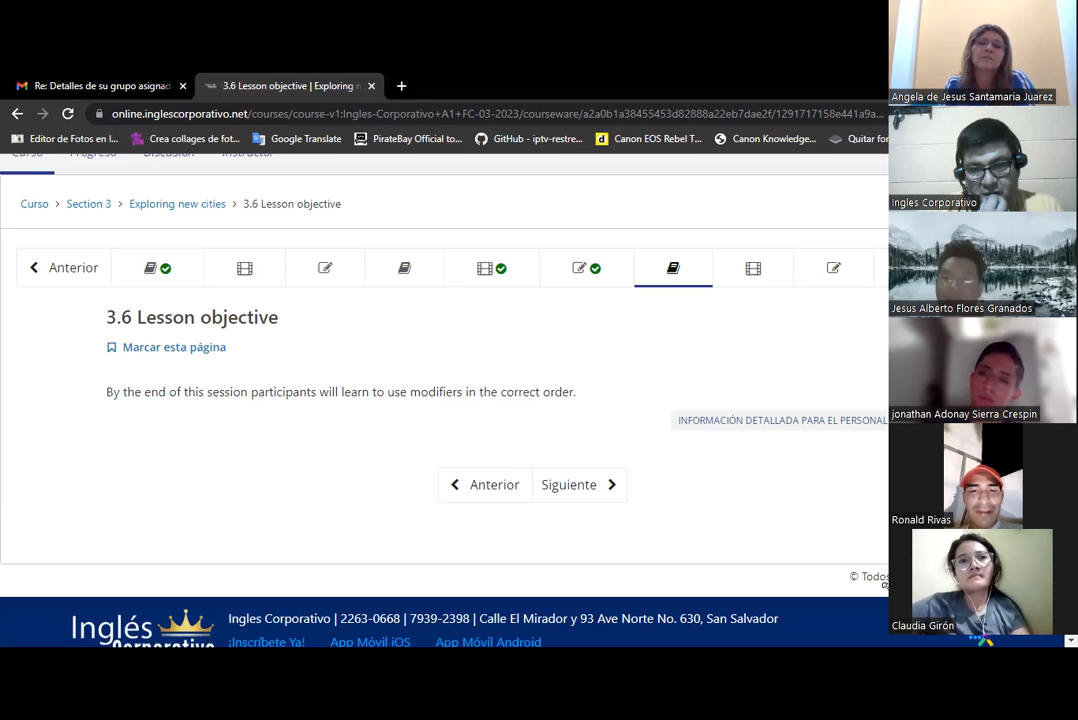 Re: Detalles de su grupo asignad
3.6 Lesson objective | Exploring n
online.inglescorporativo.net/courses/course-v1:Ingles-Corporativo+A1+FC-03-2023/courseware/a2a0b1a38455453d82888a22eb7dae2f/1291717158e441a9a...
Editor de Fotos en l...
Crea collages de fot...
Google Translate
PirateBay Official to...
GitHub - iptv-restre...
Canon EOS Rebel T...
Canon Knowledge...
Quitar for
Curso
Progreso
Discusión
Instructor
Curso > Section 3 > Exploring new cities > 3.6 Lesson objective
Anterior
3.6 Lesson objective
Marcar esta página
By the end of this session participants will learn to use modifiers in the correct order.
INFORMACIÓN DETALLADA PARA EL PERSONAL
Anterior
Siguiente
© Todos
Inglés
Corporativo
Ingles Corporativo | 2263-0668 | 7939-2398 | Calle El Mirador y 93 Ave Norte No. 630, San Salvador
¡Inscríbete Ya!
App Móvil iOS
App Móvil Android
Angela de Jesus Santamaria Juarez
Ingles Corporativo
Jesus Alberto Flores Granados
jonathan Adonay Sierra Crespin
Ronald Rivas
Claudia Girón